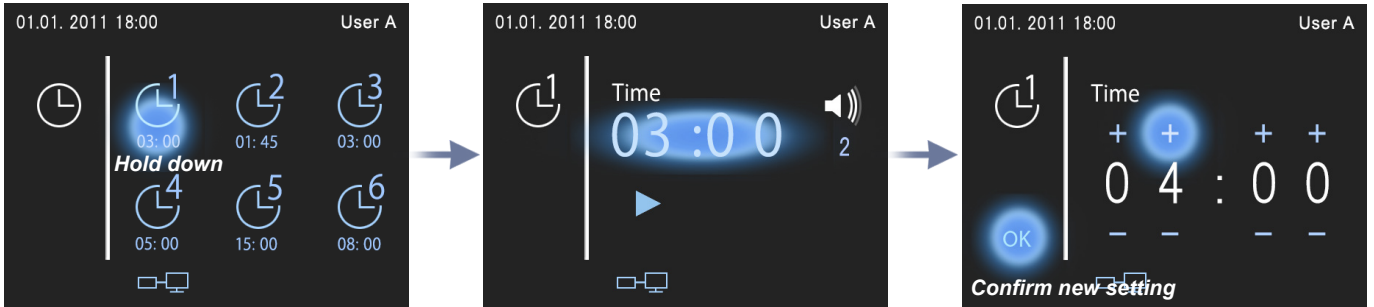 01.01. 2011 18:00 User A
1 2 3
03: 00 01: 45 03: 00
Hold down
4 5 6
05: 00 15: 00 08: 00
01.01. 2011 18:00 User A
1
Time
03 :0 0
2
01.01. 2011 18:00 User A
1
Time
+ + + +
0 4 : 0 0
− − − −
OK
Confirm new setting